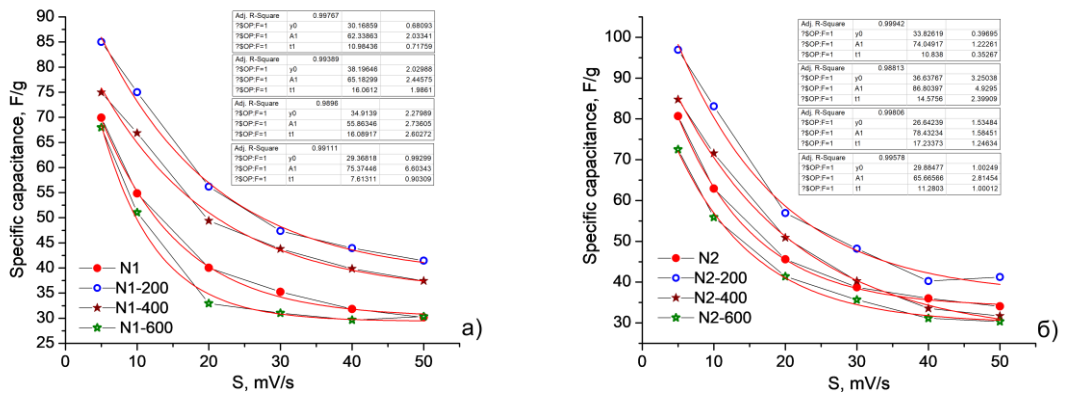 Specific capacitance, F/g
90
85
80
75
70
65
60
55
50
45
40
35
30
25
0 10 20 30 40 50
S, mV/s
N1
N1-200
N1-400
N1-600
а)
Adj. R-Square 0.99767
?$OP:F=1 y0 30.16859 0.68093
?$OP:F=1 A1 62.33863 2.03341
?$OP:F=1 t1 10.98436 0.71759
Adj. R-Square 0.99389
?$OP:F=1 y0 38.19646 2.02988
?$OP:F=1 A1 65.18299 2.44575
?$OP:F=1 t1 16.0612 1.9861
Adj. R-Square 0.9896
?$OP:F=1 y0 34.9139 2.27989
?$OP:F=1 A1 55.86346 2.73605
?$OP:F=1 t1 16.08917 2.60272
Adj. R-Square 0.99111
?$OP:F=1 y0 29.36818 0.99299
?$OP:F=1 A1 75.37446 6.60343
?$OP:F=1 t1 7.61311 0.90309
Specific capacitance, F/g
100
90
80
70
60
50
40
30
0 10 20 30 40 50
S, mV/s
N2
N2-200
N2-400
N2-600
б)
Adj. R-Square 0.99942
?$OP:F=1 y0 33.82619 0.39695
?$OP:F=1 A1 74.04917 1.22261
?$OP:F=1 t1 10.838 0.35267
Adj. R-Square 0.98813
?$OP:F=1 y0 36.63767 3.25038
?$OP:F=1 A1 86.80397 4.9295
?$OP:F=1 t1 14.5756 2.39909
Adj. R-Square 0.99806
?$OP:F=1 y0 26.64239 1.53484
?$OP:F=1 A1 78.43234 1.58451
?$OP:F=1 t1 17.23373 1.24634
Adj. R-Square 0.99578
?$OP:F=1 y0 29.88477 1.00249
?$OP:F=1 A1 65.66566 2.81454
?$OP:F=1 t1 11.2803 1.00012